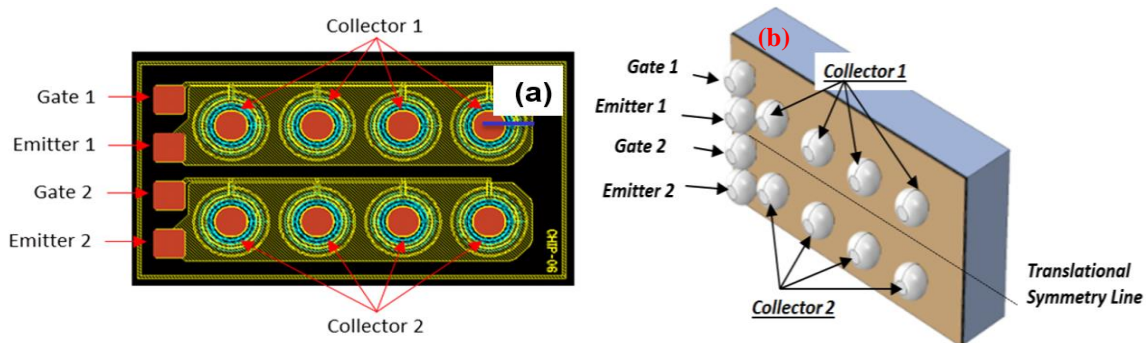 Collector 1
(a)
Gate 1
Emitter 1
Gate 2
Emitter 2
CHIP-06
Collector 2
(b)
Gate 1
Collector 1
Emitter 1
Gate 2
Emitter 2
Collector 2
Translational
Symmetry Line